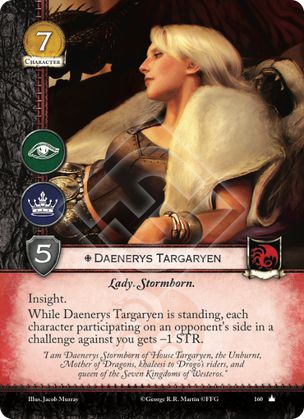 7
CHARACTER
5
DAENERYS TARGARYEN
Lady. Stormborn.
Insight.
While Daenerys Targaryen is standing, each
character participating on an opponent's side in a
challenge against you gets –1 STR.
"I am Daenerys Stormborn of House Targaryen, the Unburnt,
Mother of Dragons, khaleesi to Drogo's riders, and
queen of the Seven Kingdoms of Westeros."
Illus. Jacob Murray ©George R.R. Martin ©FFG 160